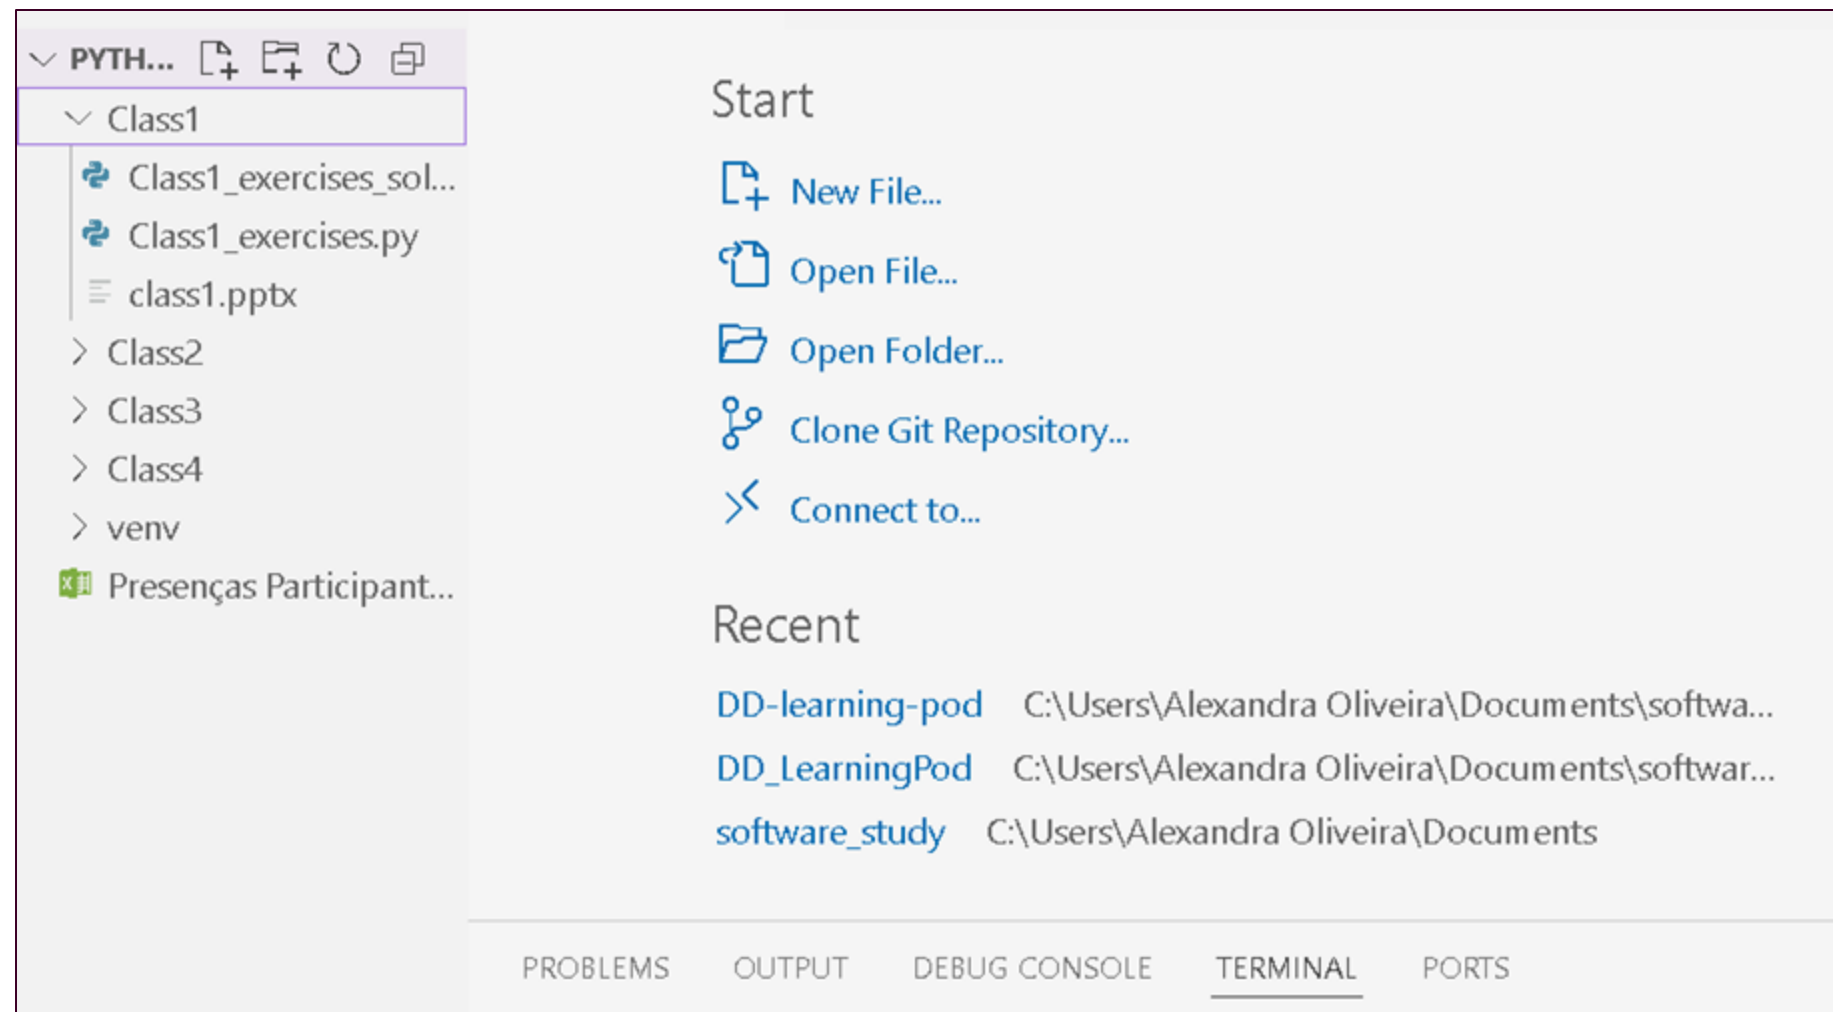 PYTH...
Class1
Class1_exercises_sol...
Class1_exercises.py
class1.pptx
Class2
Class3
Class4
venv
Presenças Participant...
Start
New File...
Open File...
Open Folder...
Clone Git Repository...
Connect to...
Recent
DD-learning-pod C:\Users\Alexandra Oliveira\Documents\softwa...
DD_LearningPod C:\Users\Alexandra Oliveira\Documents\softwar...
software_study C:\Users\Alexandra Oliveira\Documents
PROBLEMS OUTPUT DEBUG CONSOLE TERMINAL PORTS